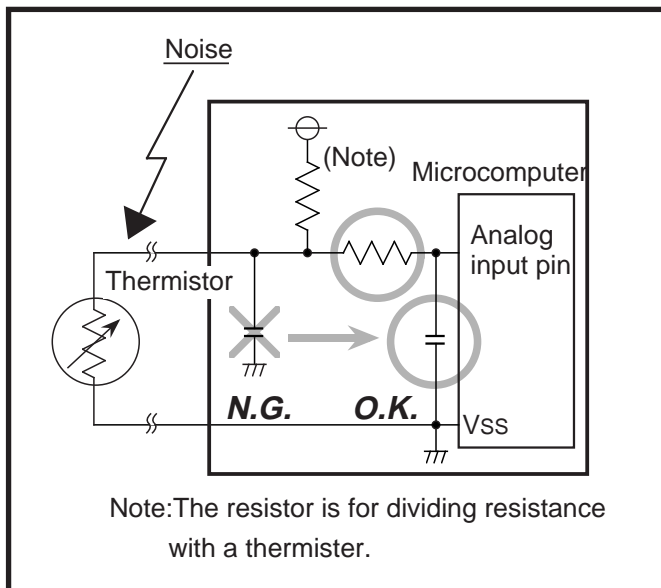 Noise
(Note)
Microcomputer
Analog
input pin
Thermistor
N.G.
O.K.
VSS
Note:The resistor is for dividing resistance
with a thermister.